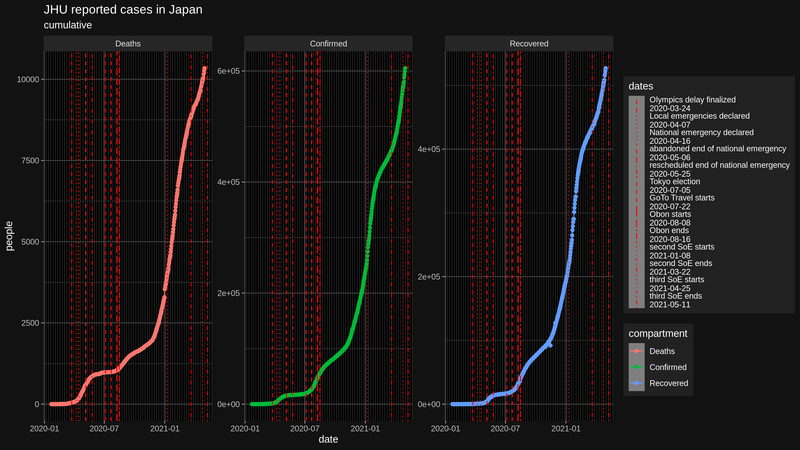 JHU reported cases in Japan
cumulative
Deaths
Confirmed
Recovered
people
10000
7500
5000
2500
0
2020-01
2020-07
2021-01
6e+05
4e+05
2e+05
0e+00
2020-01
2020-07
2021-01
4e+05
2e+05
0e+00
2020-01
2020-07
2021-01
date
dates
Olympics delay finalized
2020-03-24
Local emergencies declared
2020-04-07
National emergency declared
2020-04-16
abandoned end of national emergency
2020-05-06
rescheduled end of national emergency
2020-05-25
Tokyo election
2020-07-05
GoTo Travel starts
2020-07-22
Obon starts
2020-08-08
Obon ends
2020-08-16
second SoE starts
2021-01-08
second SoE ends
2021-03-22
third SoE starts
2021-04-25
third SoE ends
2021-05-11
compartment
Deaths
Confirmed
Recovered